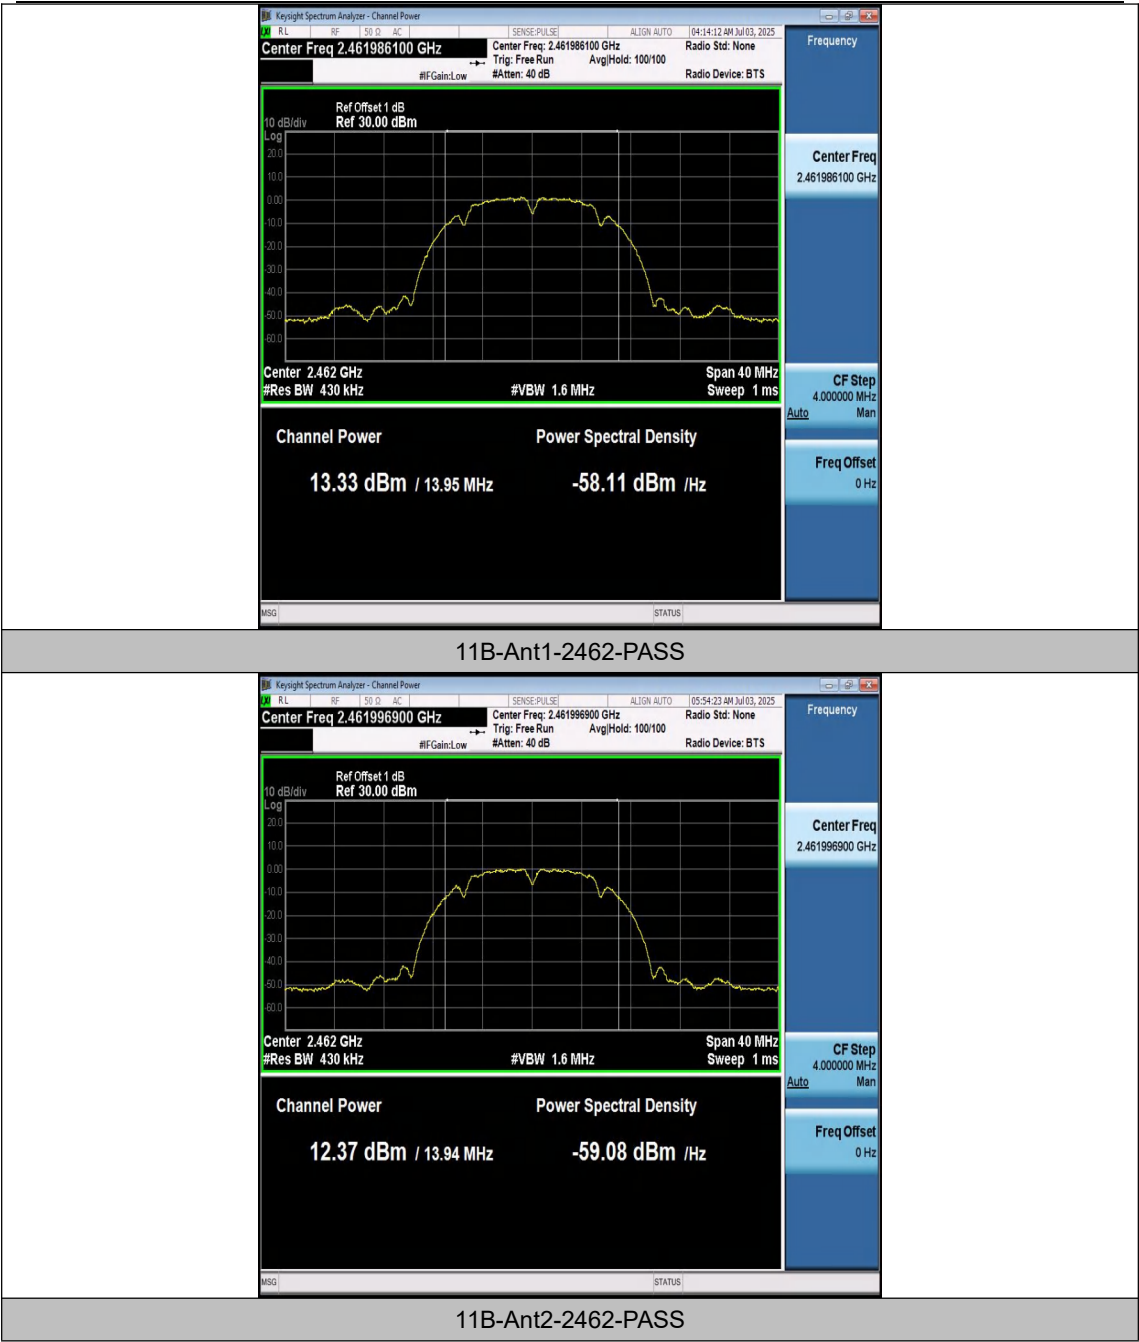 Keysight Spectrum Analyzer - Channel Power
RL RF 50 Ω AC SENSE:PULSE ALIGN AUTO 04:14:12 AM Jul 03, 2025
Center Freq 2.461986100 GHz
Center Freq: 2.461986100 GHz Radio Std: None
Trig: Free Run Avg|Hold: 100/100
#IFGain:Low #Atten: 40 dB Radio Device: BTS
Frequency
Ref Offset 1 dB
10 dB/div Ref 30.00 dBm
Log
20.0
10.0
0.00
-10.0
-20.0
-30.0
-40.0
-50.0
-60.0
Center 2.462 GHz Span 40 MHz
#Res BW 430 kHz #VBW 1.6 MHz Sweep 1 ms
Channel Power Power Spectral Density
13.33 dBm / 13.95 MHz -58.11 dBm /Hz
Center Freq
2.461986100 GHz
CF Step
4.000000 MHz
Auto Man
Freq Offset
0 Hz
MSG STATUS
11B-Ant1-2462-PASS
Keysight Spectrum Analyzer - Channel Power
RL RF 50 Ω AC SENSE:PULSE ALIGN AUTO 05:54:23 AM Jul 03, 2025
Center Freq 2.461996900 GHz
Center Freq: 2.461996900 GHz Radio Std: None
Trig: Free Run Avg|Hold: 100/100
#IFGain:Low #Atten: 40 dB Radio Device: BTS
Frequency
Ref Offset 1 dB
10 dB/div Ref 30.00 dBm
Log
20.0
10.0
0.00
-10.0
-20.0
-30.0
-40.0
-50.0
-60.0
Center 2.462 GHz Span 40 MHz
#Res BW 430 kHz #VBW 1.6 MHz Sweep 1 ms
Channel Power Power Spectral Density
12.37 dBm / 13.94 MHz -59.08 dBm /Hz
Center Freq
2.461996900 GHz
CF Step
4.000000 MHz
Auto Man
Freq Offset
0 Hz
MSG STATUS
11B-Ant2-2462-PASS